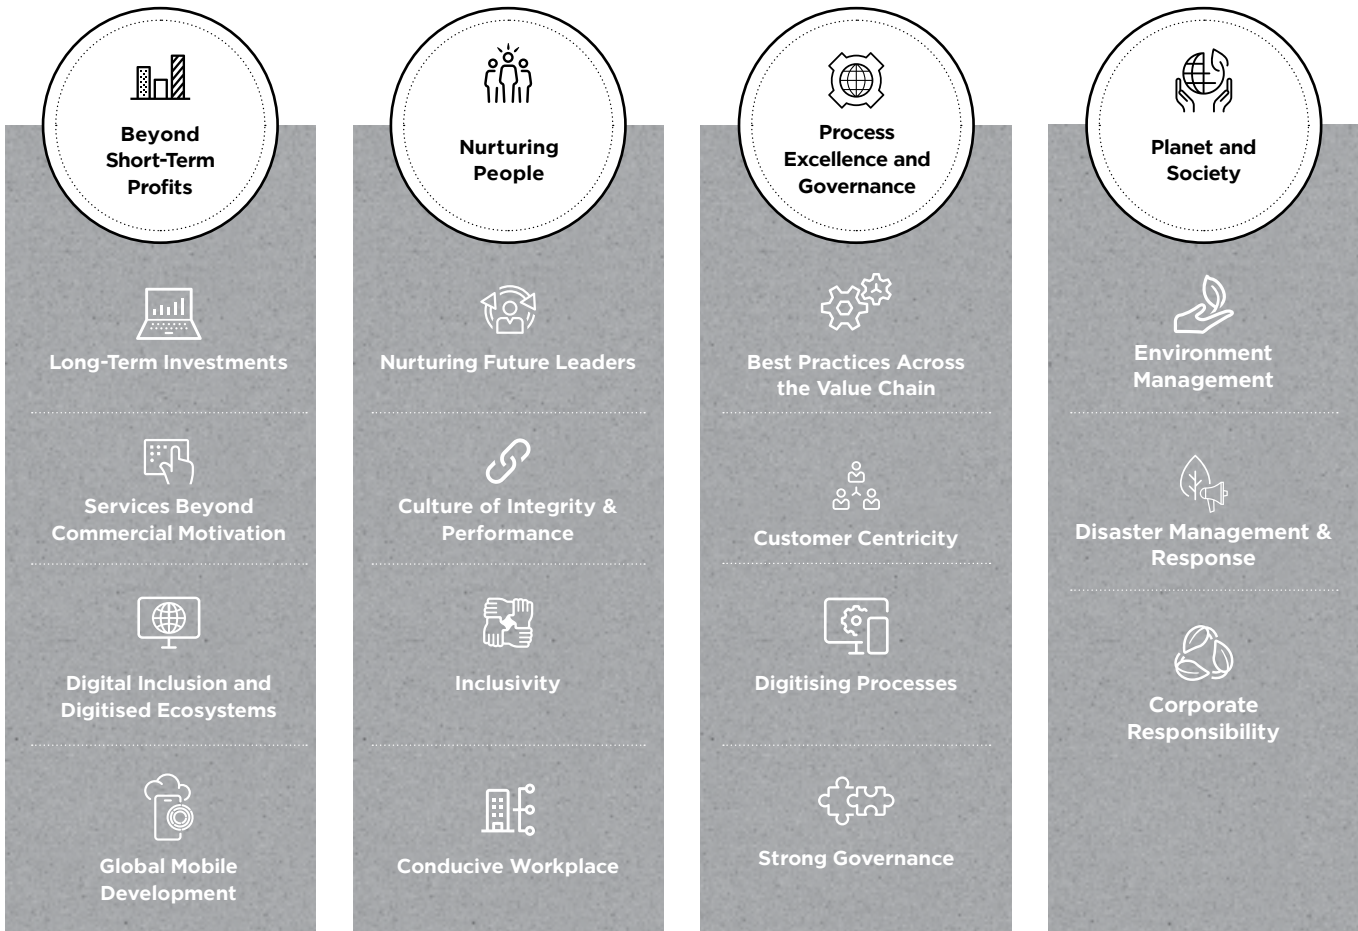 Beyond
Short-Term
Profits
Long-Term Investments
Services Beyond
Commercial Motivation
Digital Inclusion and
Digitised Ecosystems
Global Mobile
Development
Nurturing
People
Nurturing Future Leaders
Culture of Integrity &
Performance
Inclusivity
Conducive Workplace
Process
Excellence and
Governance
Best Practices Across
the Value Chain
Customer Centricity
Digitising Processes
Strong Governance
Planet and
Society
Environment
Management
Disaster Management &
Response
Corporate
Responsibility